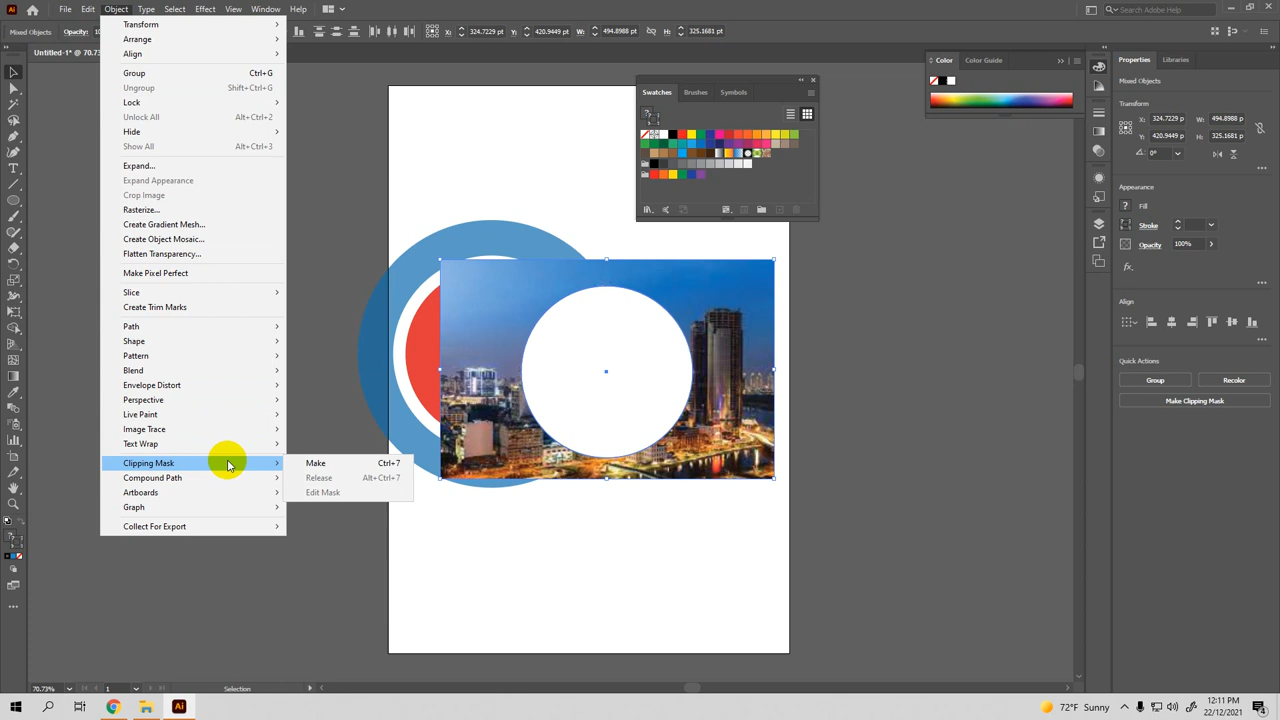 Ai File Edit Object Type Select Effect View Window Help
Search Adobe Help
Mixed Objects Opacity: X: 324.7229 pt Y: 420.9449 pt W: 494.8988 pt H: 325.1681 pt
Transform
Arrange
Align
Group Ctrl+G
Ungroup Shift+Ctrl+G
Lock
Unlock All Alt+Ctrl+2
Hide
Show All Alt+Ctrl+3
Expand...
Expand Appearance
Crop Image
Rasterize...
Create Gradient Mesh...
Create Object Mosaic...
Flatten Transparency...
Make Pixel Perfect
Slice
Create Trim Marks
Path
Shape
Pattern
Blend
Envelope Distort
Perspective
Live Paint
Image Trace
Text Wrap
Clipping Mask
Compound Path
Artboards
Graph
Collect For Export
Make Ctrl+7
Release Alt+Ctrl+7
Edit Mask
Swatches Brushes Symbols
Color Color Guide
Properties Libraries
Mixed Objects
Transform
X: 324.7229 W: 494.8988
Y: 420.9449 H: 325.1681
0°
Appearance
Fill
Stroke
Opacity 100%
fx.
Align
Quick Actions
Group Recolor
Make Clipping Mask
70.73% 1 Selection
Ai 72°F Sunny 12:11 PM
22/12/2021